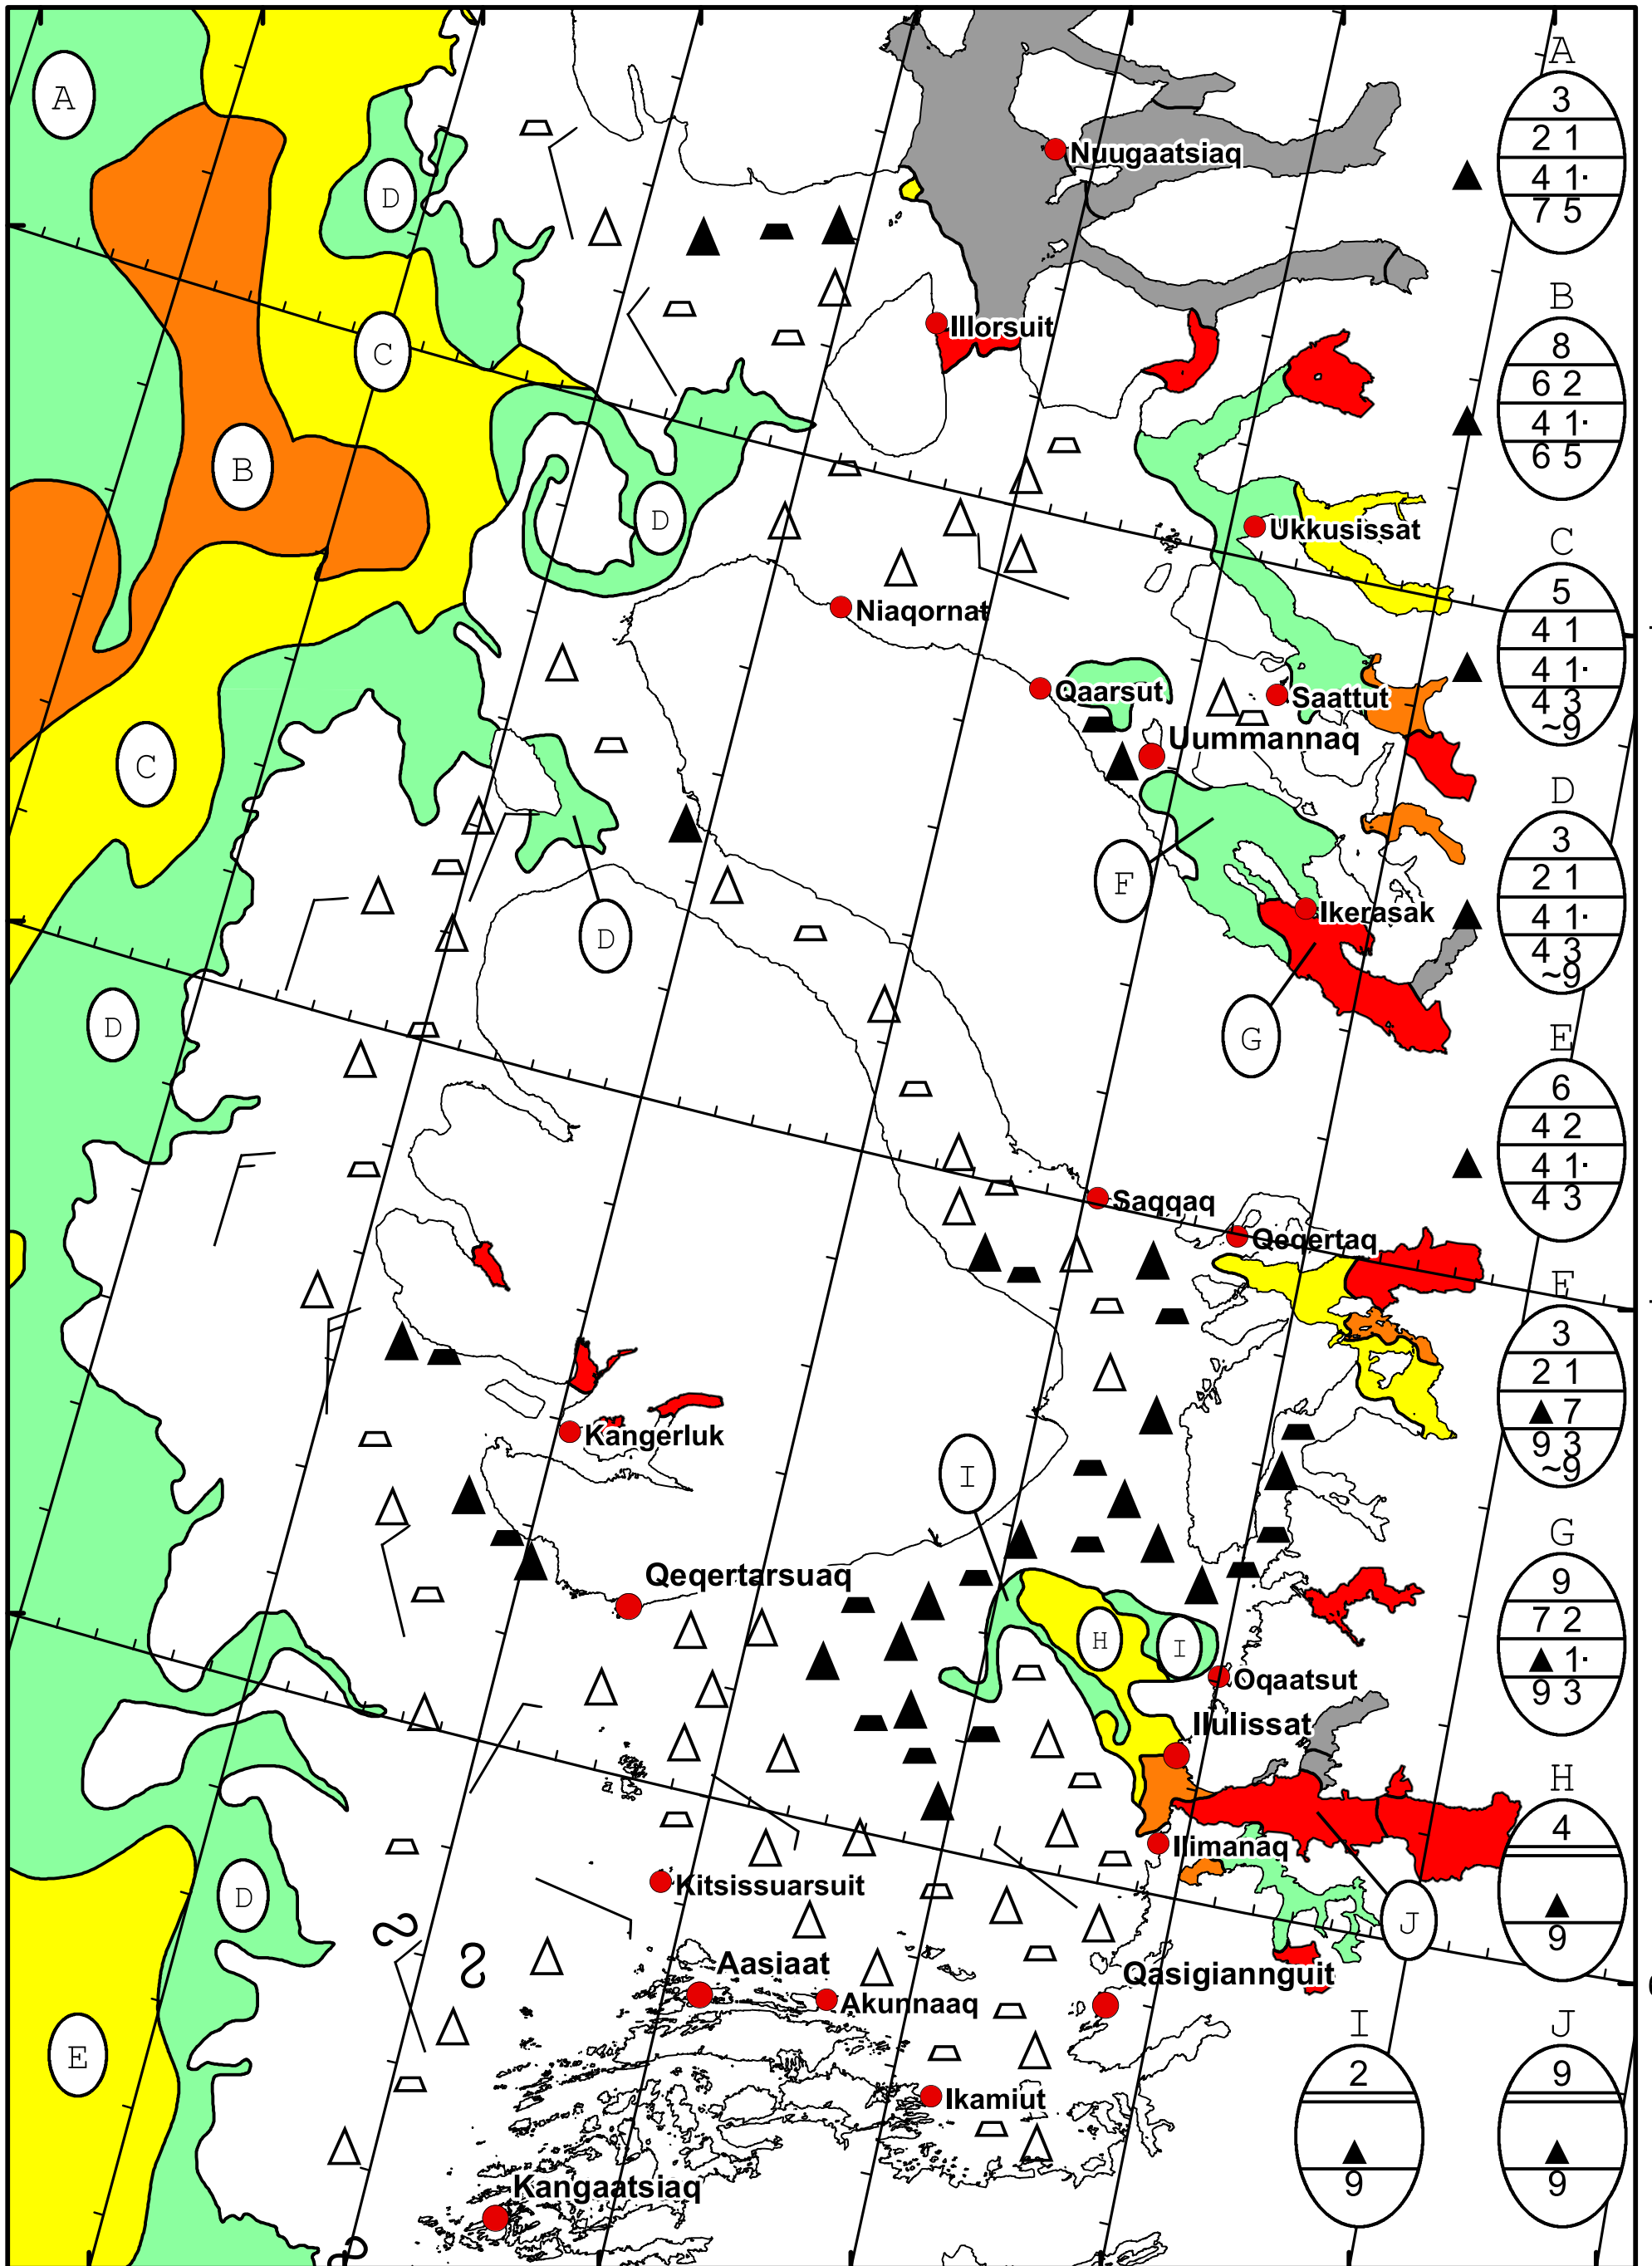 A
3
2 1
4 1·
7 5
A
Nuugaatsiaq
D
B
8
6 2
4 1·
6 5
Illorsuit
C
B
D
Ukkusissat
C
5
4 1
4 1·
4 3
~9
Niaqornat
Qaarsut
Saattut
Uummannaq
C
D
3
2 1
4 1·
4 3
~9
F
Ikerasak
D
D
G
E
6
4 2
4 1·
4 3
Saqqaq
Qeqertaq
F
3
2 1
7
9 3
~9
Kangerluk
I
G
9
7 2
1·
9 3
Qeqertarsuaq
H
I
Oqaatsut
Ilulissat
H
4
9
Ilimanaq
Kitsissuarsuit
D
J
Aasiaat
Akunnaaq
Qasigiannguit
E
I
2
9
J
9
9
Ikamiut
Kangaatsiaq